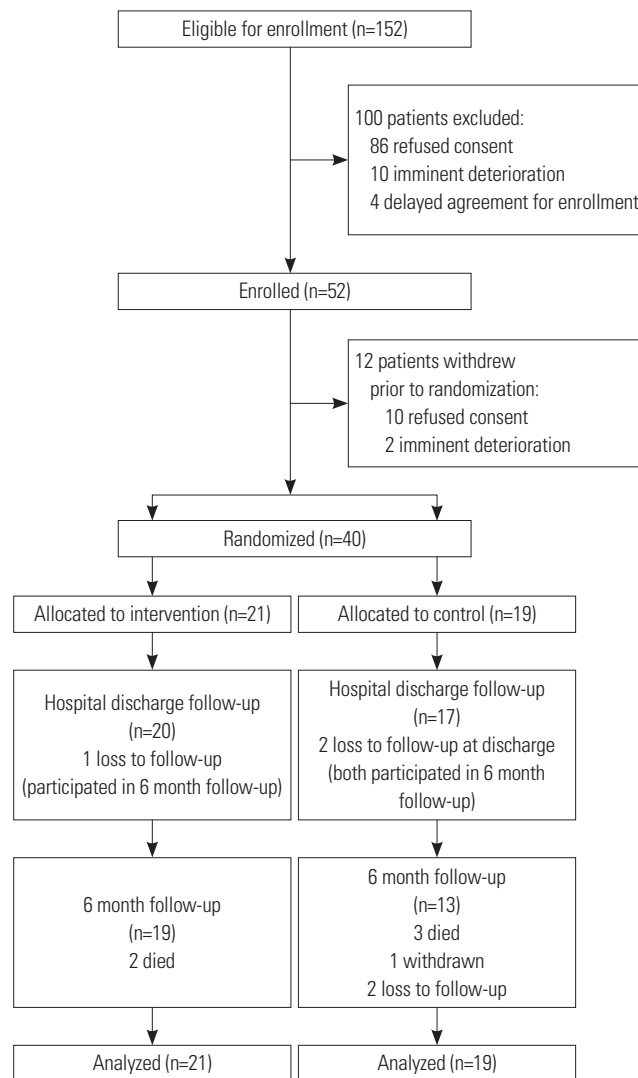 Eligible for enrollment (n=152)
100 patients excluded:
86 refused consent
10 imminent deterioration
4 delayed agreement for enrollment
Enrolled (n=52)
12 patients withdrew
prior to randomization:
10 refused consent
2 imminent deterioration
Randomized (n=40)
Allocated to intervention (n=21)
Allocated to control (n=19)
Hospital discharge follow-up
(n=20)
1 loss to follow-up
(participated in 6 month follow-up)
Hospital discharge follow-up
(n=17)
2 loss to follow-up at discharge
(both participated in 6 month
follow-up)
6 month follow-up
(n=19)
2 died
6 month follow-up
(n=13)
3 died
1 withdrawn
2 loss to follow-up
Analyzed (n=21)
Analyzed (n=19)